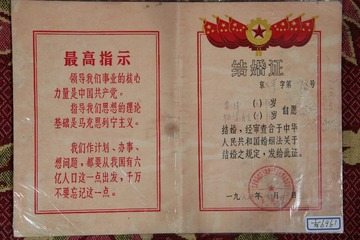 最高指示
领导我们事业的核心
力量是中国共产党。
指导我们思想的理论
基础是马克思列宁主义。
我们作计划、办事、
想问题，都要从我国有六
亿人口这一点出发，千万
不要忘记这一点。
结婚证
字第 号
( ) 岁
( ) 岁 自愿
结婚，经审查合于中华
人民共和国婚姻法关于
结婚之规定，发给此证。
一九 年 月 日